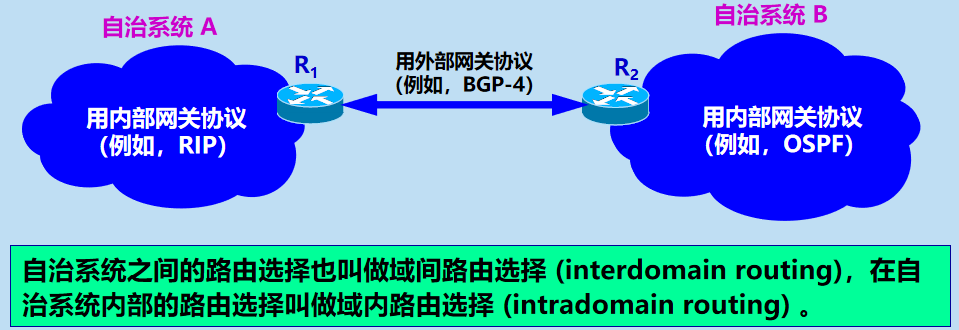 自治系统 A
自治系统 B
R1
用外部网关协议
(例如，BGP-4)
R2
用内部网关协议
(例如，RIP)
用内部网关协议
(例如，OSPF)
自治系统之间的路由选择也叫做域间路由选择 (interdomain routing)，在自
治系统内部的路由选择叫做域内路由选择 (intradomain routing) 。